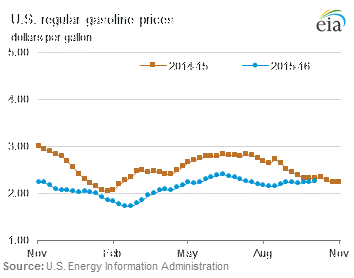 U.S. regular gasoline prices
dollars per gallon
eia
5.00
2014-15 2015-16
4.00
3.00
2.00
1.00
Nov Feb May Aug Nov
Source: U.S. Energy Information Administration